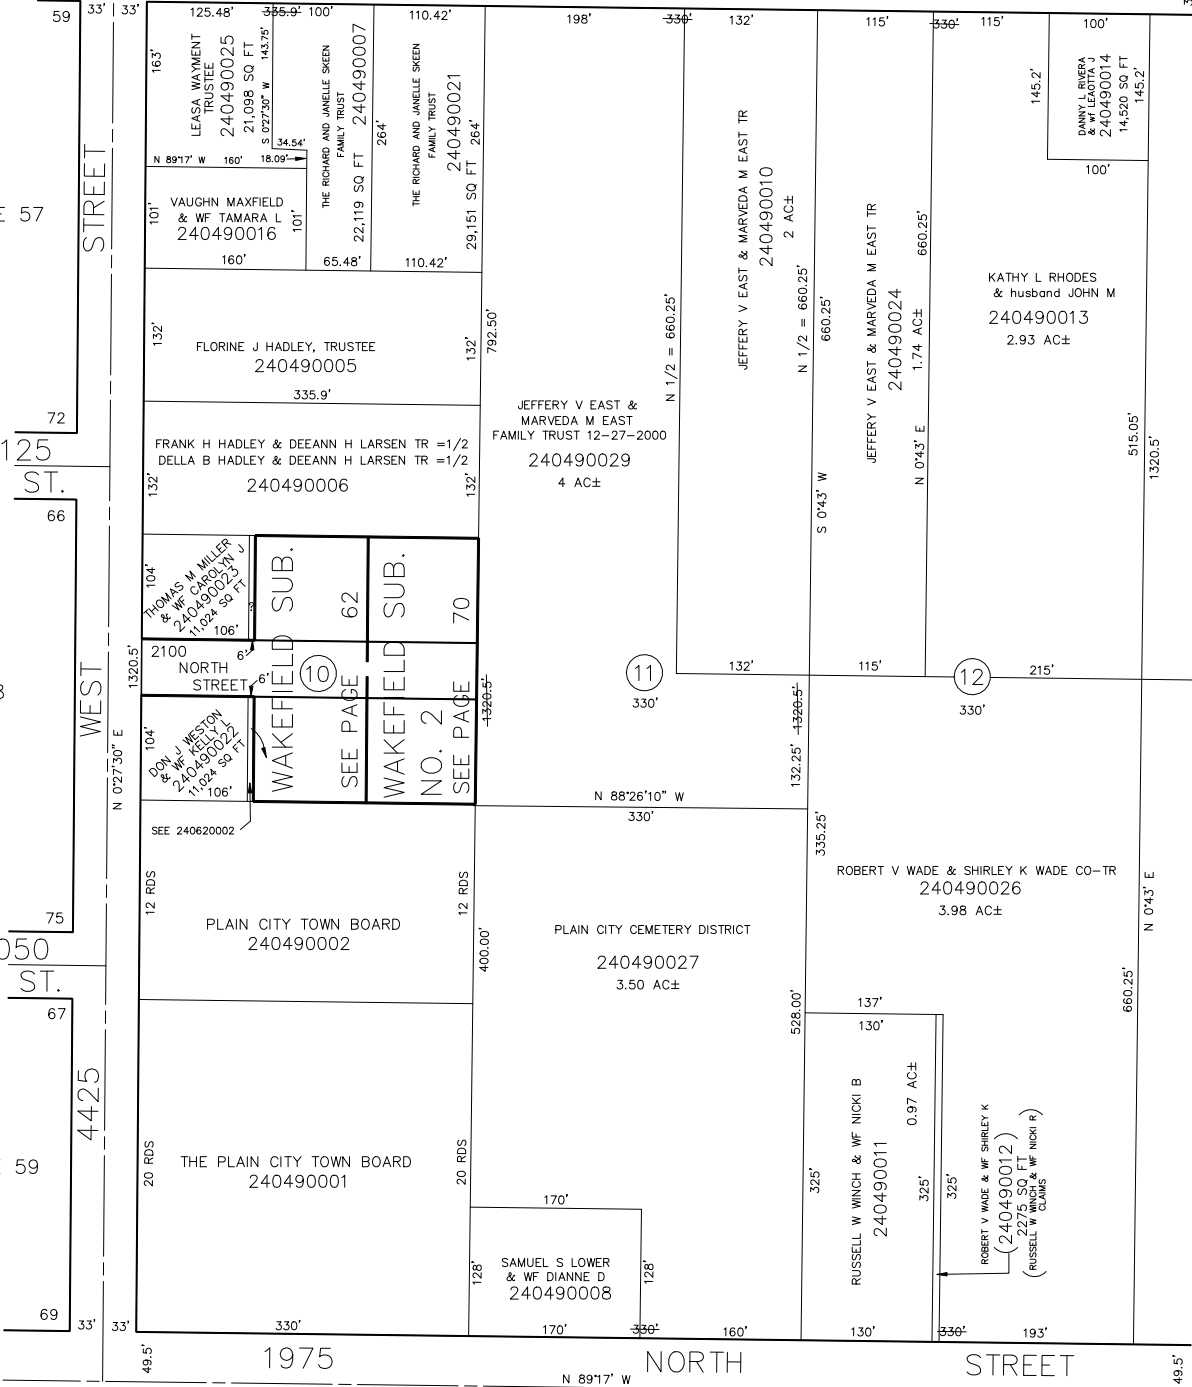 59
33'
33'
125.48'
335.9'
100'
110.42'
198'
330'
132'
115'
330'
115'
100'
163'
LEASA WAYMENT
TRUSTEE
240490025
21,098 SQ FT
S 0°27'30" W
143.75'
34.54'
N 89°17' W
160'
18.09'
THE RICHARD AND JANELLE SKEEN
FAMILY TRUST
22,119 SQ FT
240490007
264'
THE RICHARD AND JANELLE SKEEN
FAMILY TRUST
240490021
29,151 SQ FT
264'
JEFFERY V EAST & MARVEDA M EAST TR
240490010
2 AC±
145.2'
DANNY L RIVERA
& wf LEAOTTA J
240490014
14,520 SQ FT
145.2'
100'
E 57
STREET
101'
VAUGHN MAXFIELD
& WF TAMARA L
240490016
101'
160'
65.48'
110.42'
JEFFERY V EAST & MARVEDA M EAST TR
240490024
1.74 AC±
660.25'
N 0°43' E
KATHY L RHODES
& husband JOHN M
240490013
2.93 AC±
132'
FLORINE J HADLEY, TRUSTEE
240490005
132'
335.9'
792.50'
N 1/2 = 660.25'
N 1/2 = 660.25'
660.25'
S 0°43' W
515.05'
1320.5'
72
125
ST.
66
FRANK H HADLEY & DEEANN H LARSEN TR =1/2
DELLA B HADLEY & DEEANN H LARSEN TR =1/2
240490006
132'
132'
JEFFERY V EAST &
MARVEDA M EAST
FAMILY TRUST 12-27-2000
240490029
4 AC±
104'
THOMAS M MILLER
& WF CAROLYN J
240490023
11,024 SQ FT
106'
?
WAKEFIELD SUB.
SEE PAGE 62
WAKEFIELD SUB.
NO. 2
SEE PAGE 70
2100
NORTH
STREET
6'
6'
10
11
12
1320.5'
1320.5'
132'
330'
115'
215'
330'
1320.5'
132.25'
WEST
N 0°27'30" E
104'
DON J WESTON
& WF KELLY L
240490022
11,024 SQ FT
106'
SEE 240620002
N 88°26'10" W
330'
335.25'
12 RDS
PLAIN CITY TOWN BOARD
240490002
12 RDS
400.00'
PLAIN CITY CEMETERY DISTRICT
240490027
3.50 AC±
ROBERT V WADE & SHIRLEY K WADE CO-TR
240490026
3.98 AC±
N 0°43' E
660.25'
75
050
ST.
67
528.00'
137'
130'
4425
59
20 RDS
THE PLAIN CITY TOWN BOARD
240490001
20 RDS
RUSSELL W WINCH & WF NICKI B
240490011
0.97 AC±
325'
325'
325'
ROBERT V WADE & WF SHIRLEY K
(240490012)
2275 SQ FT
(RUSSELL W WINCH & WF NICKI R)
CLAIMS
170'
128'
SAMUEL S LOWER
& WF DIANNE D
240490008
128'
69
33'
33'
330'
170'
330'
160'
130'
330'
193'
49.5'
1975
NORTH
STREET
49.5'
N 89°17' W